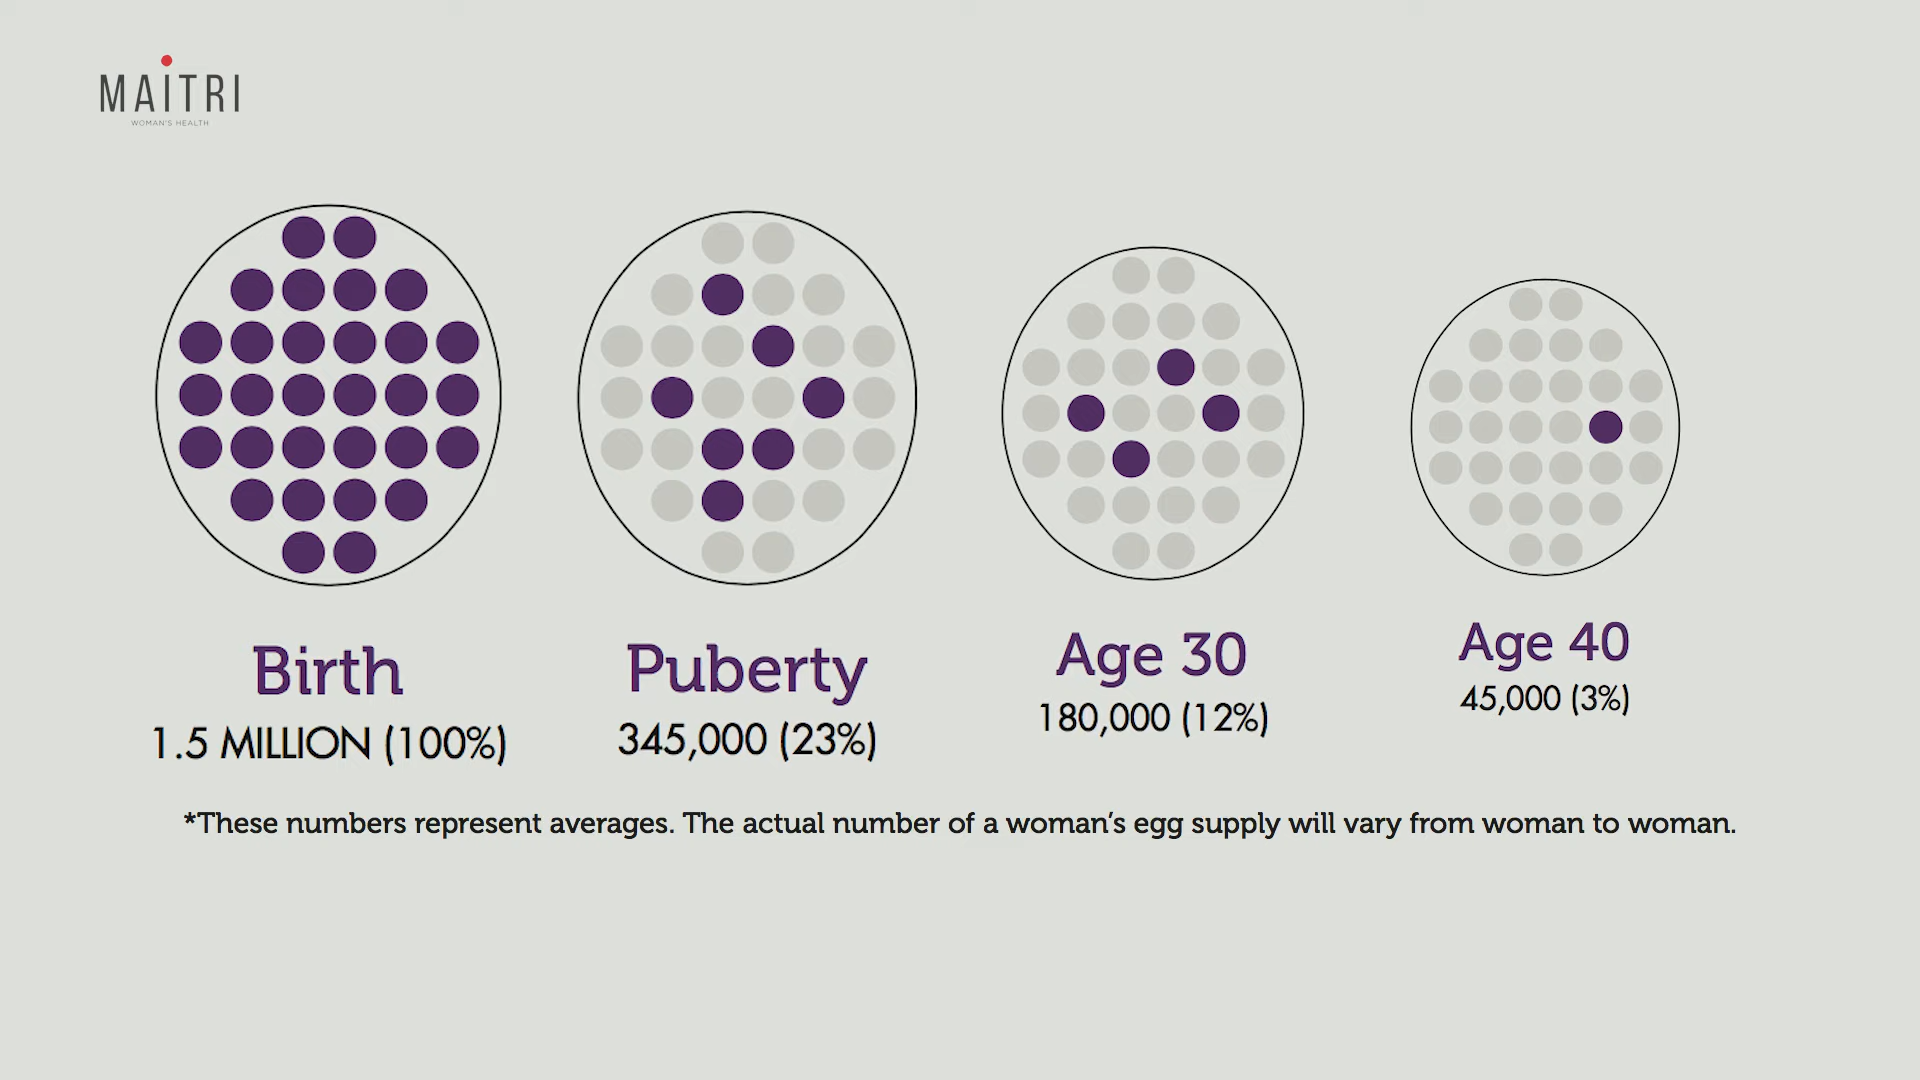 MAITRI
WOMAN'S HEALTH
Birth
1.5 MILLION (100%)
Puberty
345,000 (23%)
Age 30
180,000 (12%)
Age 40
45,000 (3%)
*These numbers represent averages. The actual number of a woman’s egg supply will vary from woman to woman.